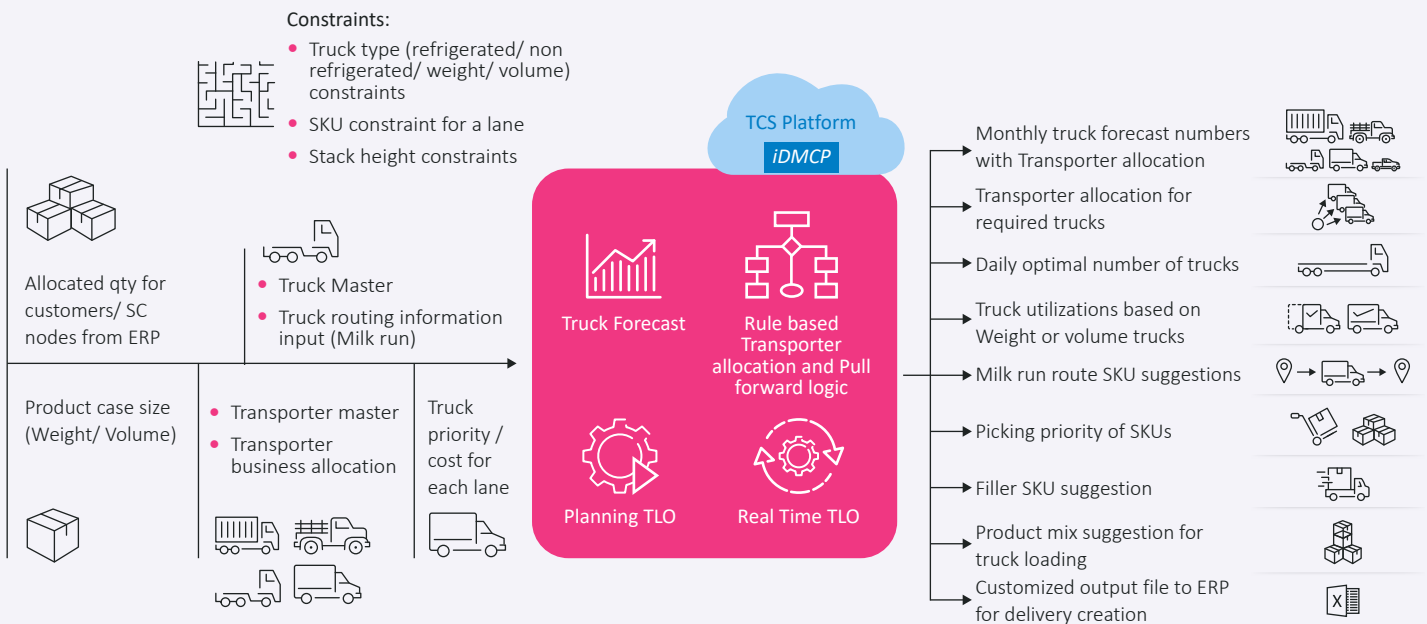 Constraints:
• Truck type (refrigerated/ non
refrigerated/ weight/ volume)
constraints
• SKU constraint for a lane
• Stack height constraints
Allocated qty for
customers/ SC
nodes from ERP
• Truck Master
• Truck routing information
input (Milk run)
Product case size
(Weight/ Volume)
• Transporter master
• Transporter
business allocation
Truck
priority /
cost for
each lane
TCS Platform
iDMCP
Truck Forecast
Rule based
Transporter
allocation and Pull
forward logic
Planning TLO
Real Time TLO
Monthly truck forecast numbers
with Transporter allocation
Transporter allocation for
required trucks
Daily optimal number of trucks
Truck utilizations based on
Weight or volume trucks
Milk run route SKU suggestions
Picking priority of SKUs
Filler SKU suggestion
Product mix suggestion for
truck loading
Customized output file to ERP
for delivery creation
X